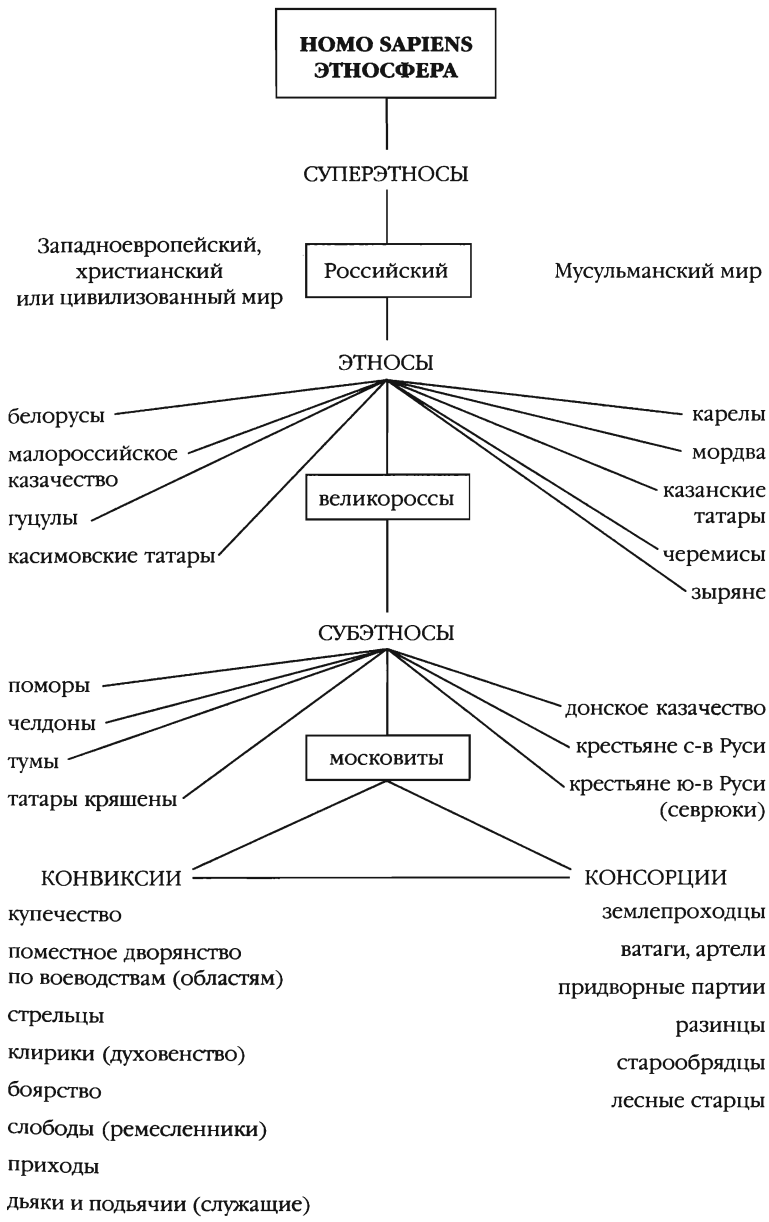 HOMO SAPIENS
ЭТНОСФЕРА
СУПЕРЭТНОСЫ
Западноевропейский,
христианский
или цивилизованный мир
Российский
Мусульманский мир
ЭТНОСЫ
белорусы
малороссийское
казачество
гуцулы
касимовские татары
великороссы
карелы
мордва
казанские
татары
черемисы
зыряне
СУБЭТНОСЫ
поморы
челдоны
тумы
татары кряшены
московиты
донское казачество
крестьяне с-в Руси
крестьяне ю-в Руси
(севрюки)
КОНВИКСИИ
купечество
поместное дворянство
по воеводствам (областям)
стрельцы
клирики (духовенство)
боярство
слободы (ремесленники)
приходы
дьяки и подьячии (служащие)
КОНСОРЦИИ
землепроходцы
ватаги, артели
придворные партии
разинцы
старообрядцы
лесные старцы